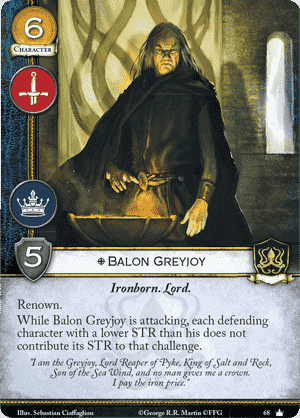 6
CHARACTER
5
BALON GREYJOY
Ironborn. Lord.
Renown.
While Balon Greyjoy is attacking, each defending
character with a lower STR than his does not
contribute its STR to that challenge.
"I am the Greyjoy, Lord Reaper of Pyke, King of Salt and Rock,
Son of the Sea Wind, and no man gives me a crown.
I pay the iron price."
Illus. Sebastian Ciaffaglion ©George R.R. Martin ©FFG 68